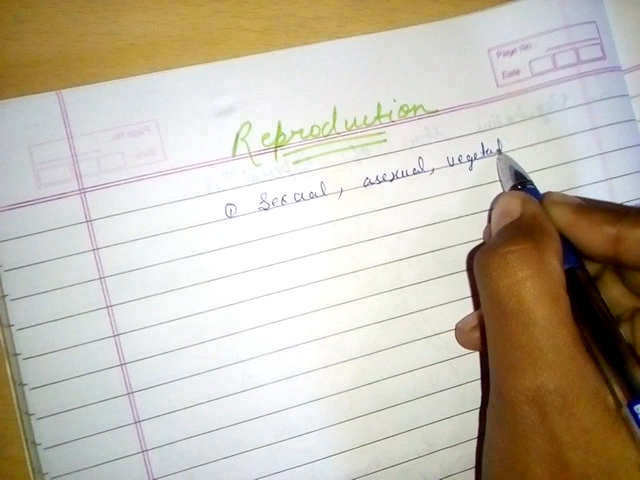 Page No.
Date
Reproduction
① Sexual, asexual, vegetat